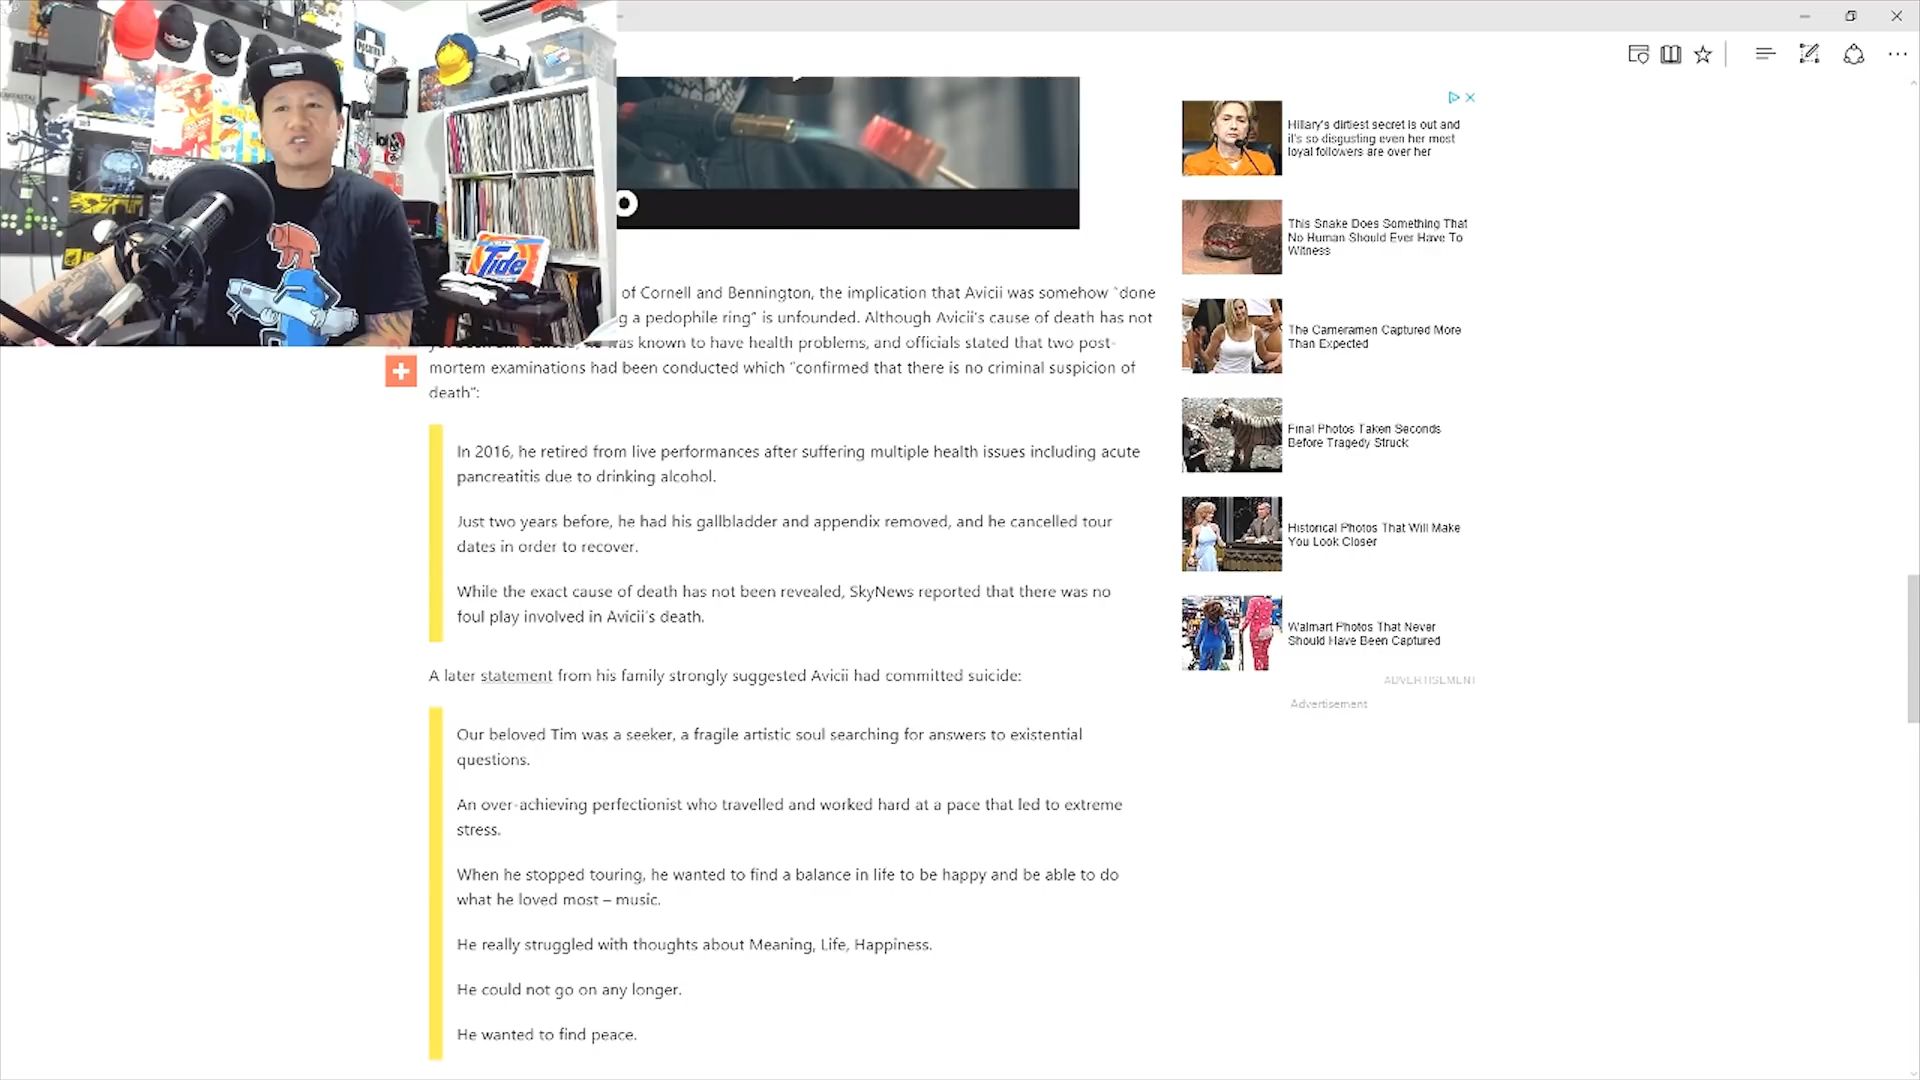 Tide
of Cornell and Bennington, the implication that Avicii was somehow “done
g a pedophile ring” is unfounded. Although Avicii’s cause of death has not
was known to have health problems, and officials stated that two post-
mortem examinations had been conducted which “confirmed that there is no criminal suspicion of
death”:
In 2016, he retired from live performances after suffering multiple health issues including acute
pancreatitis due to drinking alcohol.
Just two years before, he had his gallbladder and appendix removed, and he cancelled tour
dates in order to recover.
While the exact cause of death has not been revealed, SkyNews reported that there was no
foul play involved in Avicii’s death.
A later statement from his family strongly suggested Avicii had committed suicide:
Our beloved Tim was a seeker, a fragile artistic soul searching for answers to existential
questions.
An over-achieving perfectionist who travelled and worked hard at a pace that led to extreme
stress.
When he stopped touring, he wanted to find a balance in life to be happy and be able to do
what he loved most – music.
He really struggled with thoughts about Meaning, Life, Happiness.
He could not go on any longer.
He wanted to find peace.
Hillary's dirtiest secret is out and
it's so disgusting even her most
loyal followers are over her
This Snake Does Something That
No Human Should Ever Have To
Witness
The Cameramen Captured More
Than Expected
Final Photos Taken Seconds
Before Tragedy Struck
Historical Photos That Will Make
You Look Closer
Walmart Photos That Never
Should Have Been Captured
ADVERTISEMENT
Advertisement